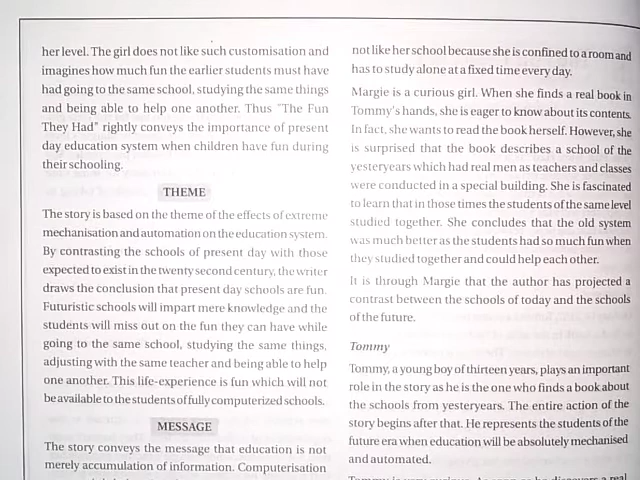 her level. The girl does not like such customisation and
imagines how much fun the earlier students must have
had going to the same school, studying the same things
and being able to help one another. Thus "The Fun
They Had" rightly conveys the importance of present
day education system when children have fun during
their schooling.
THEME
The story is based on the theme of the effects of extreme
mechanisation and automation on the education system.
By contrasting the schools of present day with those
expected to exist in the twenty second century, the writer
draws the conclusion that present day schools are fun.
Futuristic schools will impart mere knowledge and the
students will miss out on the fun they can have while
going to the same school, studying the same things,
adjusting with the same teacher and being able to help
one another. This life-experience is fun which will not
be available to the students of fully computerized schools.
MESSAGE
The story conveys the message that education is not
merely accumulation of information. Computerisation
not like her school because she is confined to a room and
has to study alone at a fixed time every day.
Margie is a curious girl. When she finds a real book in
Tommy's hands, she is eager to know about its contents.
In fact, she wants to read the book herself. However, she
is surprised that the book describes a school of the
yesteryears which had real men as teachers and classes
were conducted in a special building. She is fascinated
to learn that in those times the students of the same level
studied together. She concludes that the old system
was much better as the students had so much fun when
they studied together and could help each other.
It is through Margie that the author has projected a
contrast between the schools of today and the schools
of the future.
Tommy
Tommy, a young boy of thirteen years, plays an important
role in the story as he is the one who finds a book about
the schools from yesteryears. The entire action of the
story begins after that. He represents the students of the
future era when education will be absolutely mechanised
and automated.